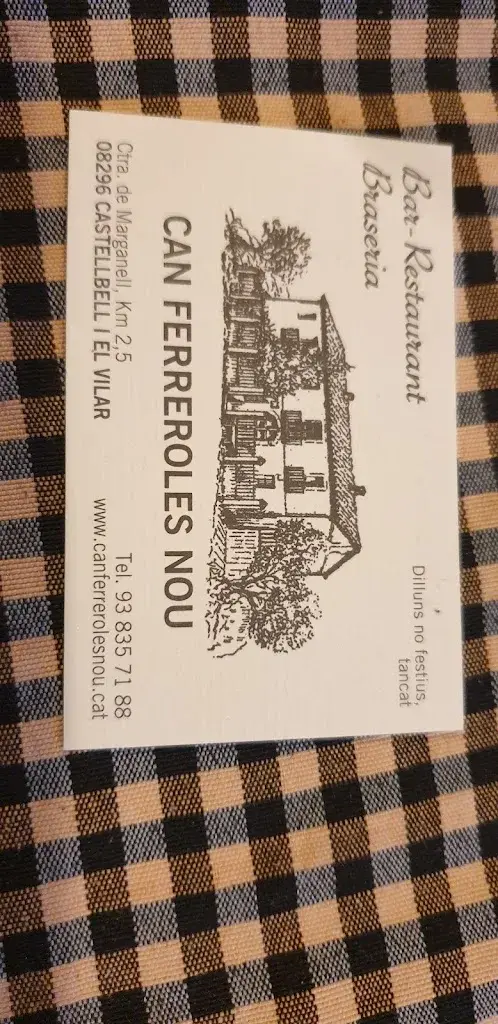 Bar-Restaurant
Braseria
Dilluns no festius,
tancat
CAN FERREROLES NOU
Ctra. de Marganell, Km 2,5
08296 CASTELLBELL I EL VILAR
Tel. 93 835 71 88
www.canferrerolesnou.cat